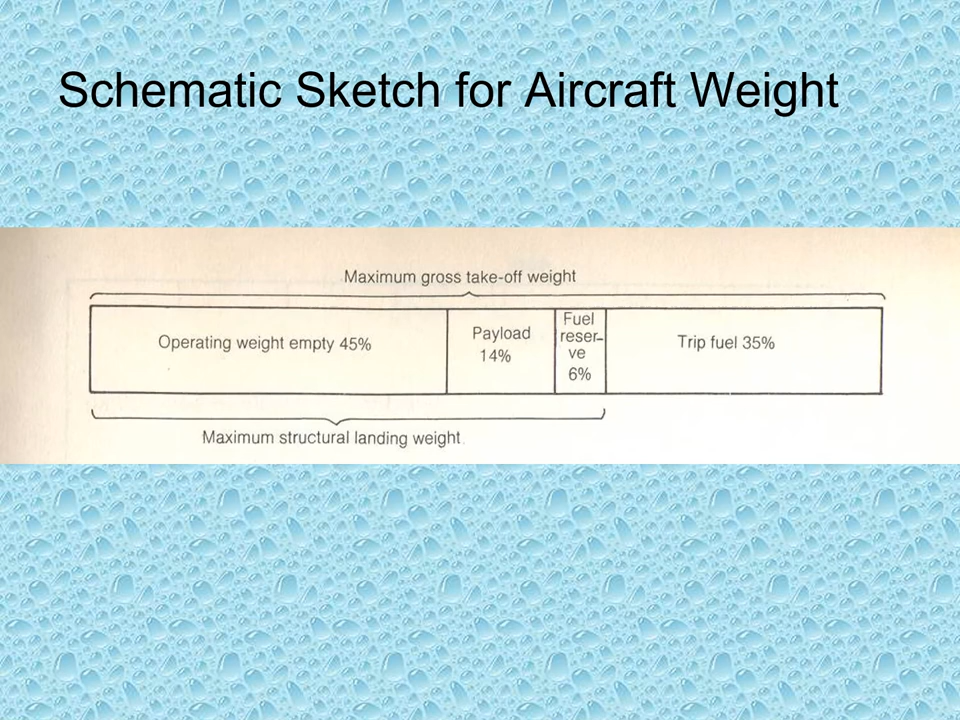 Schematic Sketch for Aircraft Weight
Maximum gross take-off weight
Operating weight empty 45%
Payload
14%
Fuel
reser-
ve
6%
Trip fuel 35%
Maximum structural landing weight